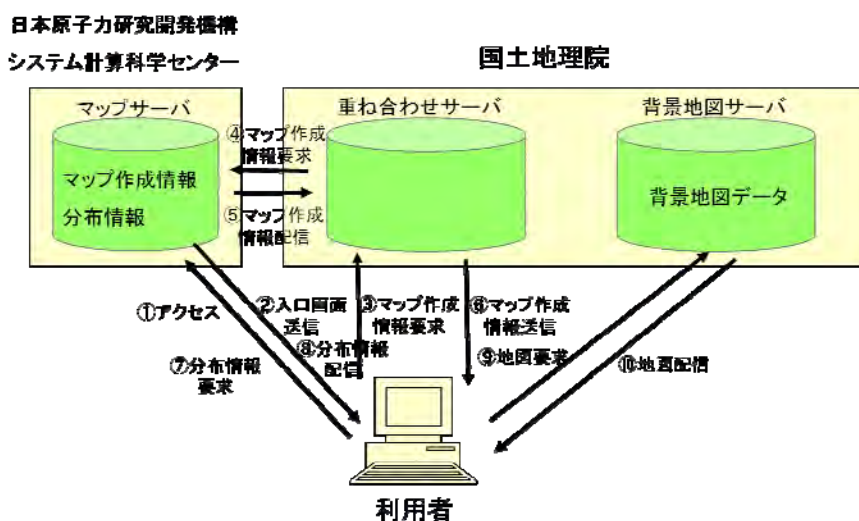 日本原子力研究開発機構
システム計算科学センター
国土地理院
マップサーバ
重ね合わせサーバ
背景地図サーバ
④マップ作成
情報要求
マップ作成情報
分布情報
背景地図データ
⑤マップ作成
情報配信
①アクセス
②入口画面
送信
③マップ作成
情報要求
⑥マップ作成
情報送信
⑧分布情報
配信
⑨地図要求
⑦分布情報
要求
⑩地図配信
利用者